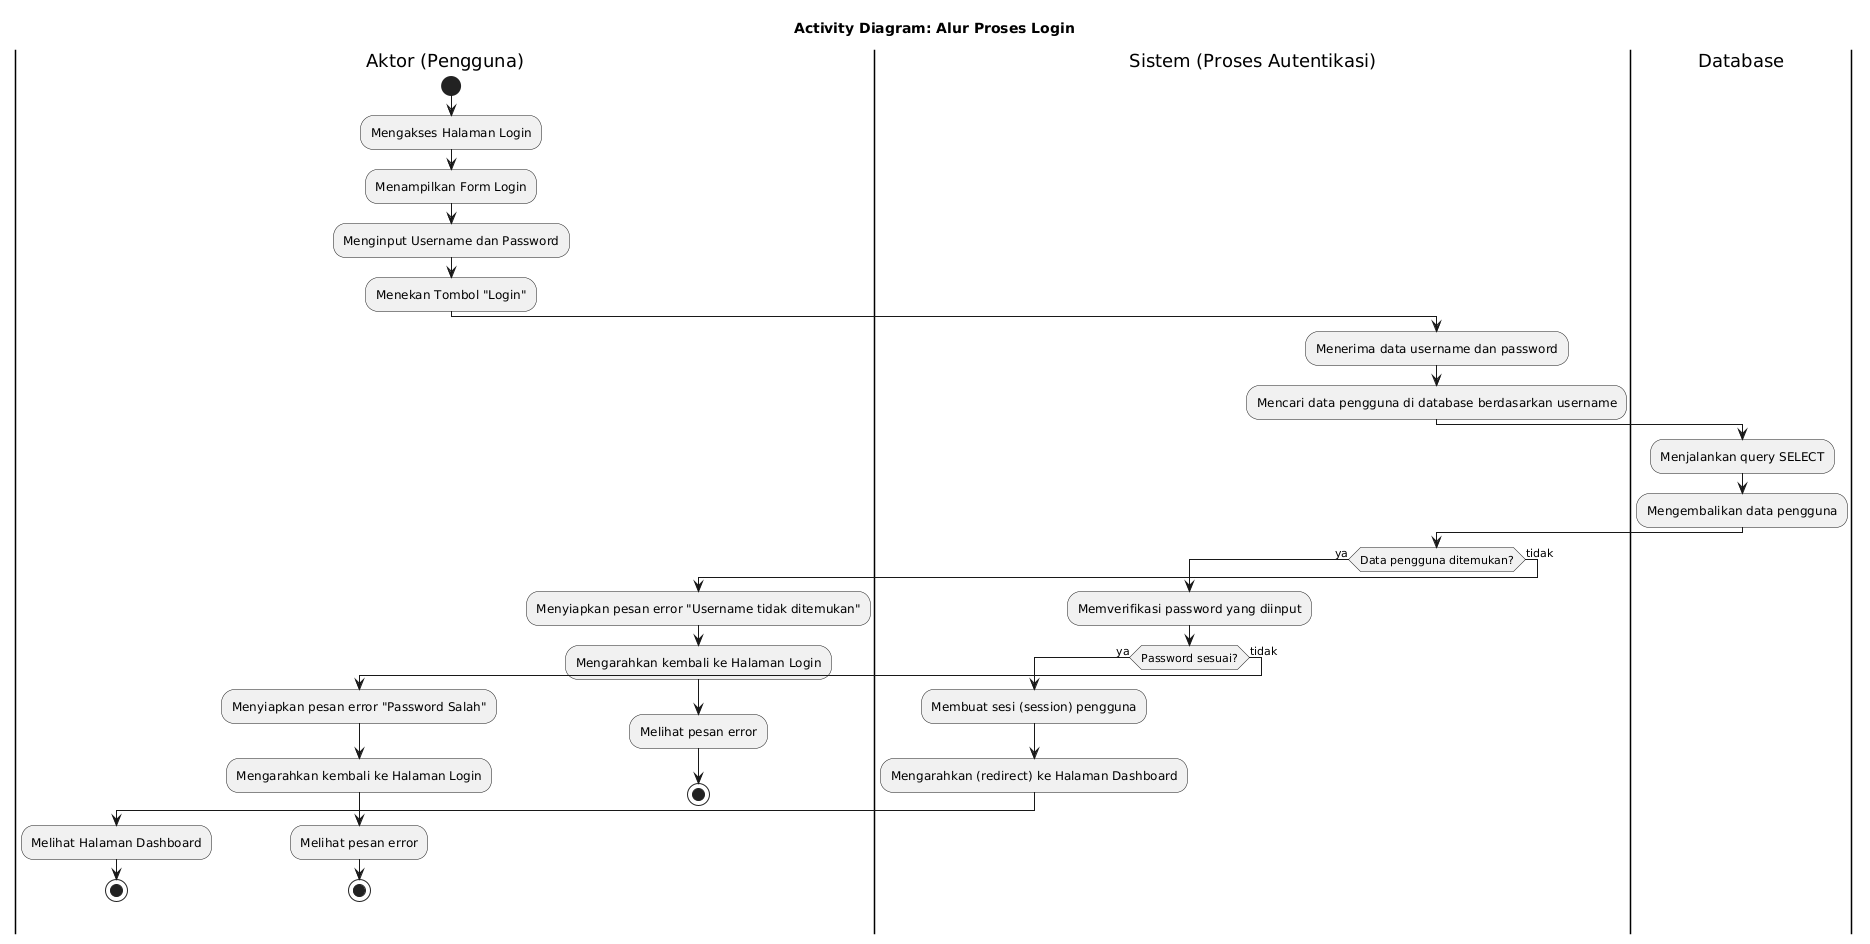 Activity Diagram: Alur Proses Login
Aktor (Pengguna)
Sistem (Proses Autentikasi)
Database
Mengakses Halaman Login
Menampilkan Form Login
Menginput Username dan Password
Menekan Tombol "Login"
Menerima data username dan password
Mencari data pengguna di database berdasarkan username
Menjalankan query SELECT
Mengembalikan data pengguna
ya
Data pengguna ditemukan?
tidak
Menyiapkan pesan error "Username tidak ditemukan"
Memverifikasi password yang diinput
Mengarahkan kembali ke Halaman Login
ya
Password sesuai?
tidak
Menyiapkan pesan error "Password Salah"
Melihat pesan error
Membuat sesi (session) pengguna
Mengarahkan kembali ke Halaman Login
Mengarahkan (redirect) ke Halaman Dashboard
Melihat Halaman Dashboard
Melihat pesan error